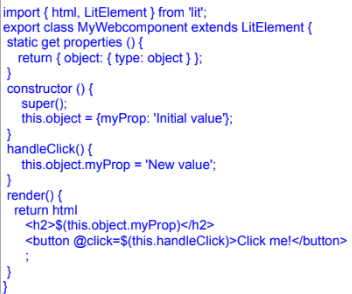 import { html, LitElement } from 'lit';
export class MyWebcomponent extends LitElement {
static get properties () {
return { object: { type: object } };
}
constructor () {
super();
this.object = {myProp: 'Initial value'};
}
handleClick() {
this.object.myProp = 'New value';
}
render() {
return html
<h2>$(this.object.myProp)</h2>
<button @click=$(this.handleClick)>Click me!</button>
;
}
}